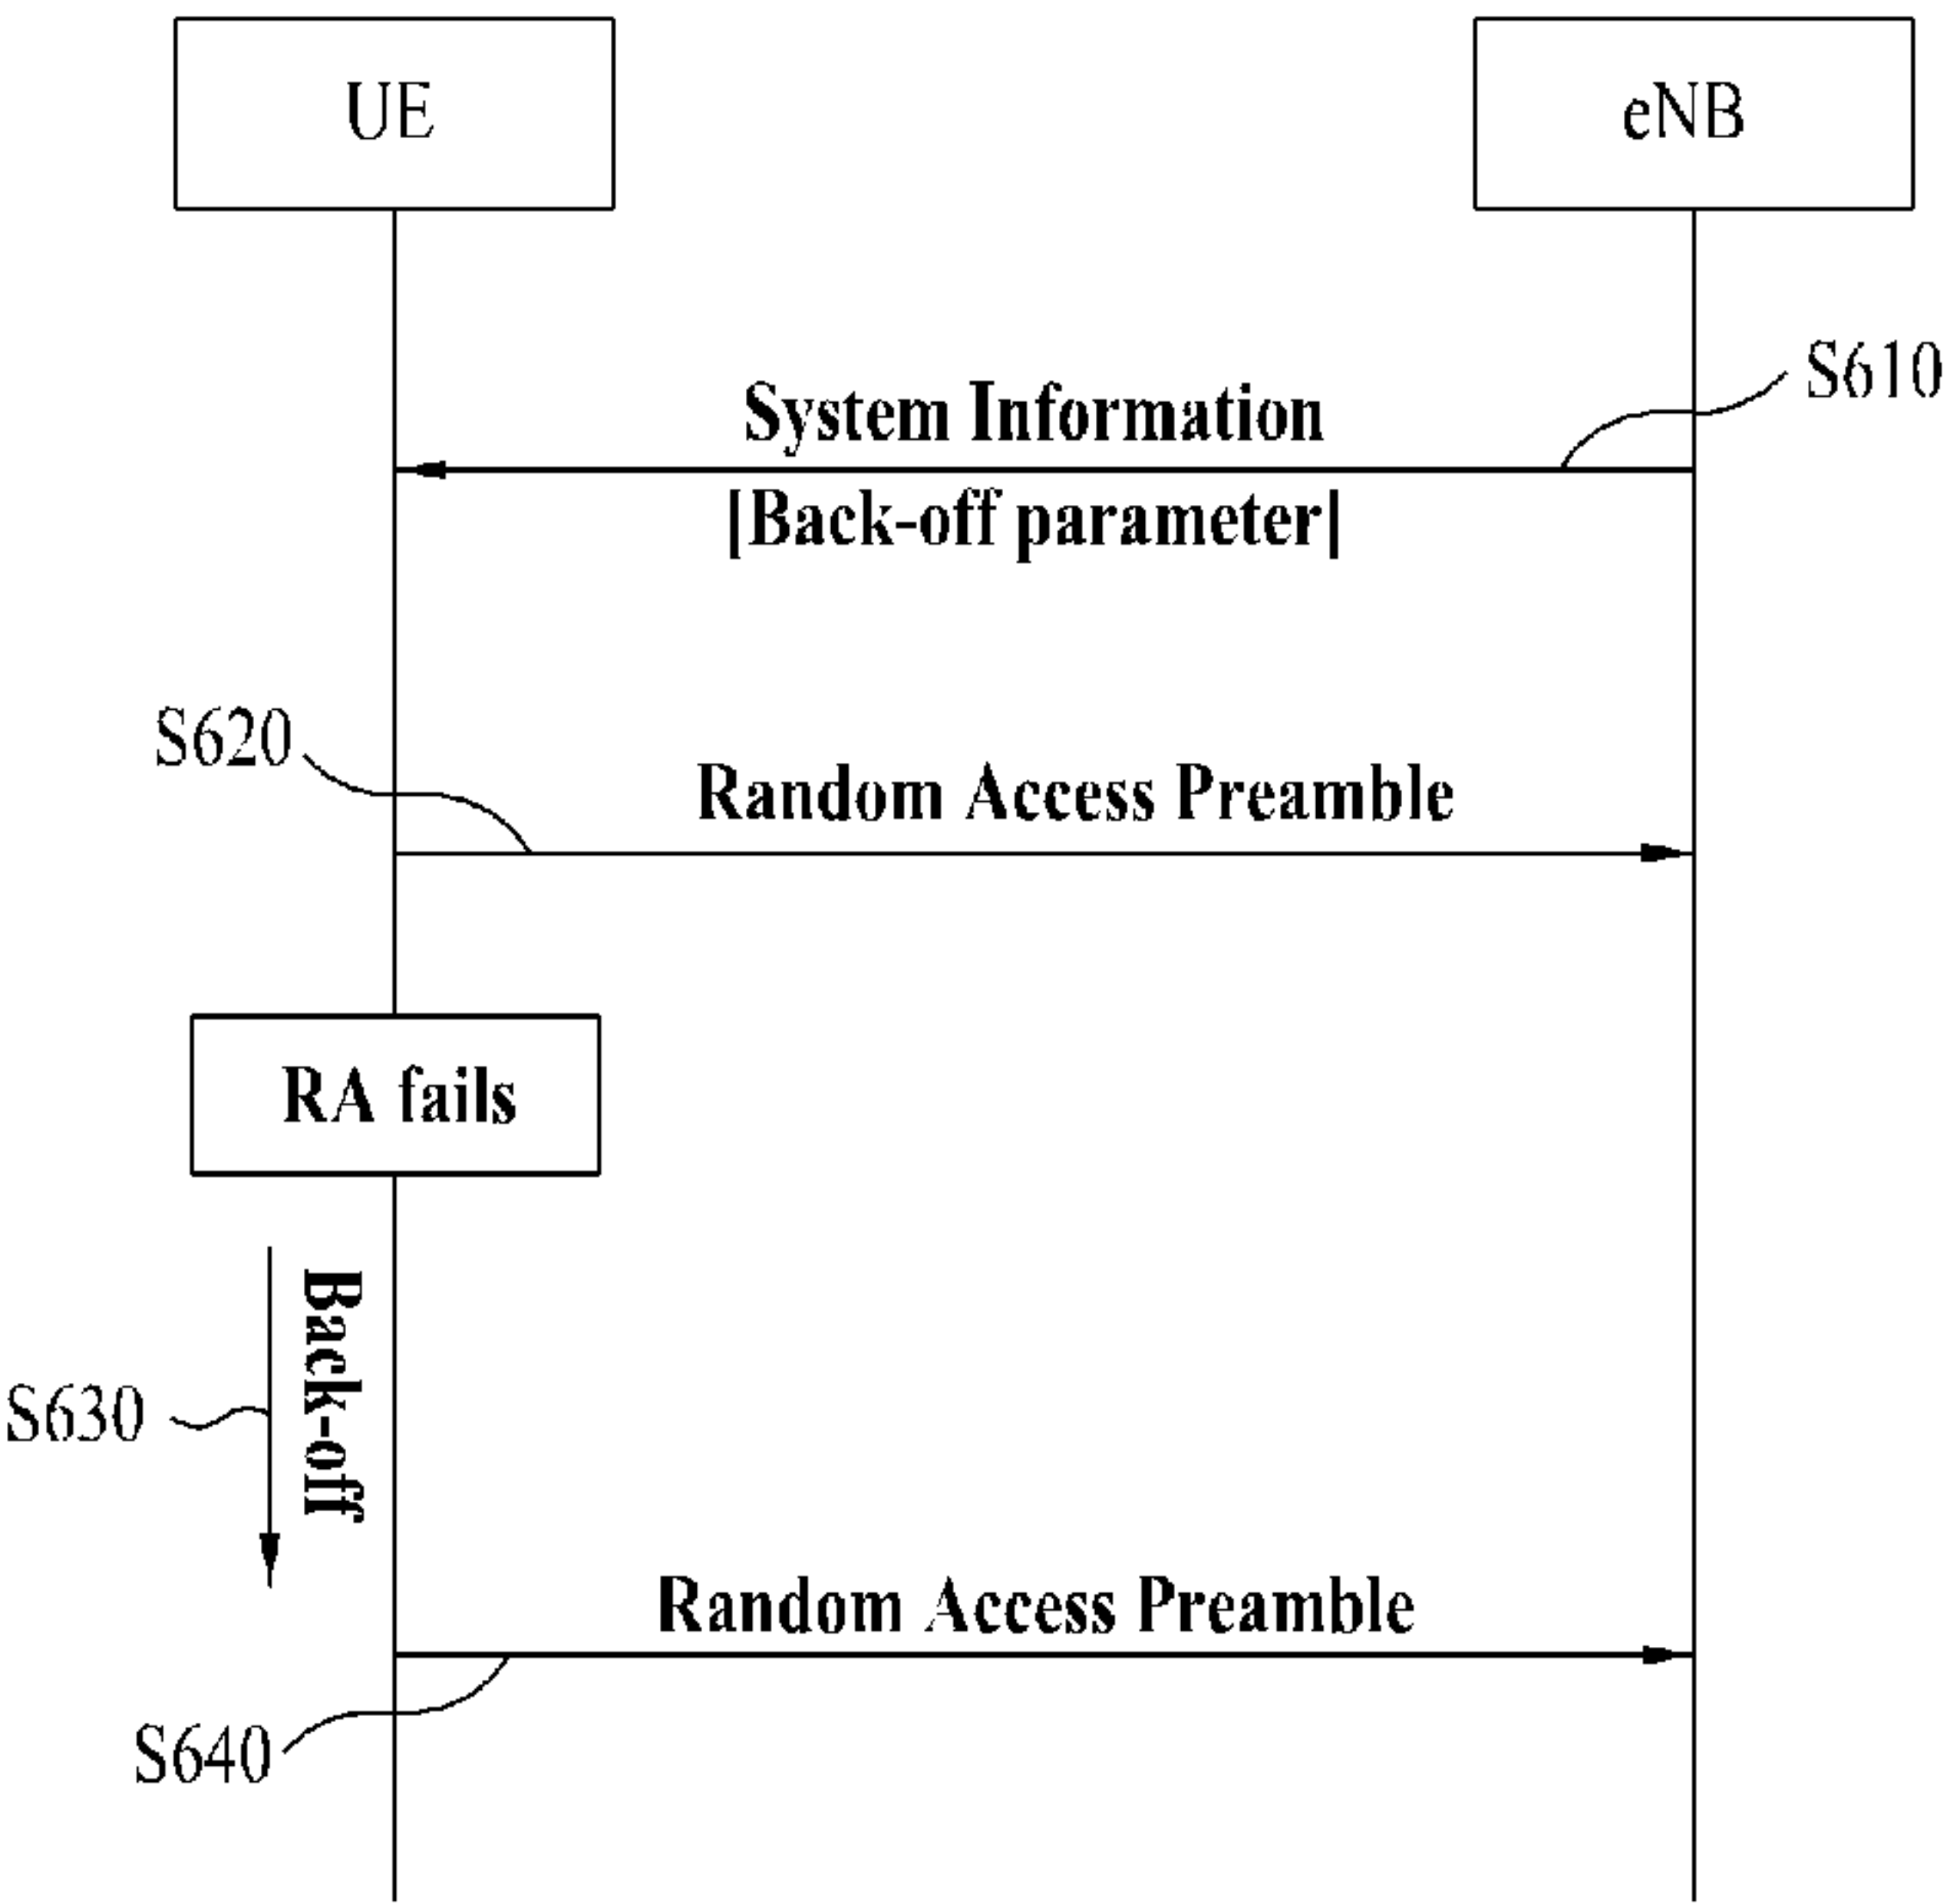 UE
eNB
S610
System Information
[Back-off parameter]
S620
Random Access Preamble
RA fails
Back-off
S630
Random Access Preamble
S640